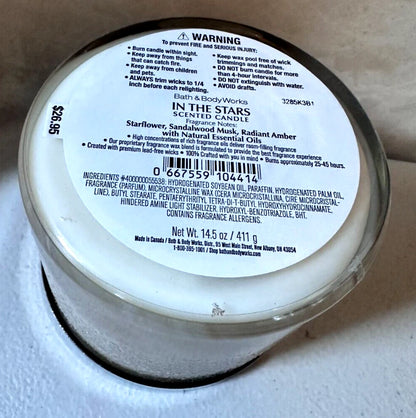 WARNING
TO PREVENT FIRE and SERIOUS INJURY:
• Burn candle within sight.
• Keep away from things that can catch fire.
• Keep away from children and pets.
• ALWAYS trim wicks to 1/4 inch before each relighting.
• Keep wax pool free of wick trimmings and matches.
• DO NOT burn candle for more than 4-hour intervals.
• DO NOT extinguish with water.
• AVOID drafts.
$26.95
Bath & Body Works
3285K3B1
IN THE STARS
SCENTED CANDLE
Fragrance Notes:
Starflower, Sandalwood Musk, Radiant Amber
with Natural Essential Oils
• High concentrations of rich fragrance oils deliver room-filling fragrance
• Our proprietary fragrance wax blend is formulated to provide the best fragrance experience
• Created with premium lead-free wicks • 100% Crafted with you in mind • Burns approximately 25-45 hours.
0 667559 104414
INGREDIENTS #40000055538: HYDROGENATED SOYBEAN OIL, PARAFFIN, HYDROGENATED PALM OIL,
FRAGRANCE (PARFUM), MICROCRYSTALLINE WAX (CERA MICROCRISTALLINA, CIRE MICROCRISTAL-
LINE), BUTYL STEARATE, PENTAERYTHRITYL TETRA-DI-T-BUTYL HYDROXYHYDROCINNAMATE,
HINDERED AMINE LIGHT STABILIZER, HYDROXYL-BENZOTRIAZOLE, BHT.
CONTAINS FRAGRANCE ALLERGENS.
Net Wt. 14.5 oz / 411 g
Made in Canada / Bath & Body Works, Distr., 95 West Main Street, New Albany, OH 43054
1-800-395-1001 / Shop bathandbodyworks.com